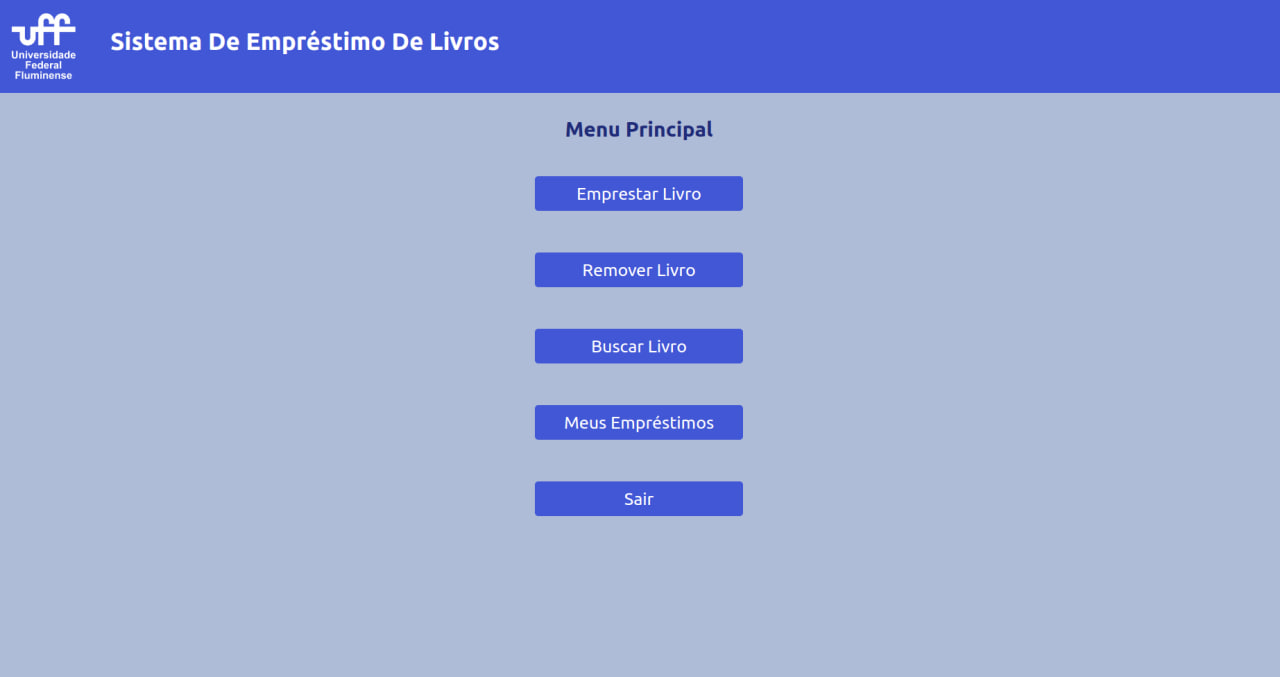 uff
Universidade
Federal
Fluminense
Sistema De Empréstimo De Livros
Menu Principal
Emprestar Livro
Remover Livro
Buscar Livro
Meus Empréstimos
Sair